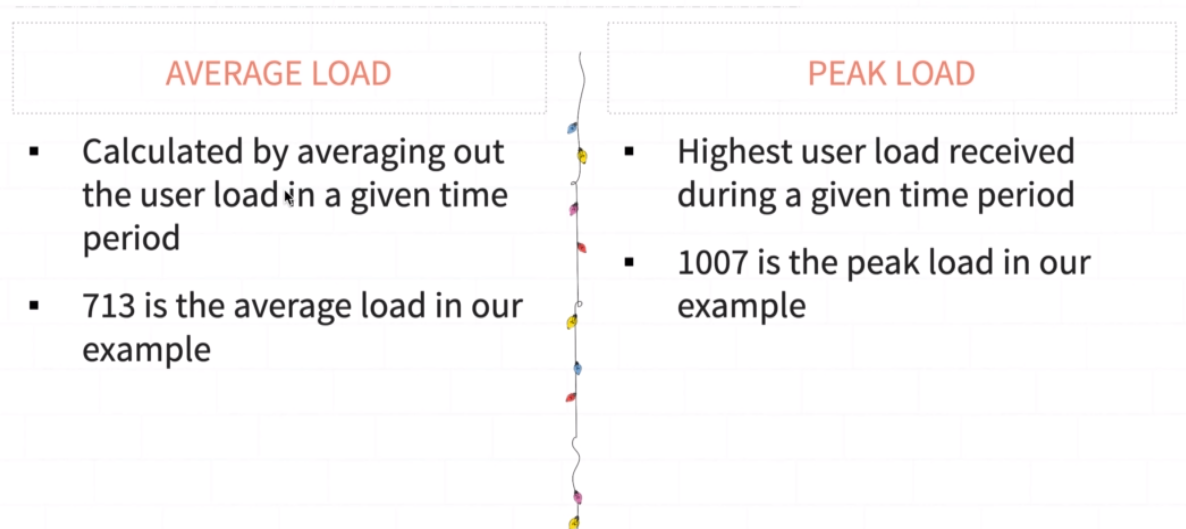 AVERAGE LOAD
▪ Calculated by averaging out
the user load in a given time
period
▪ 713 is the average load in our
example
PEAK LOAD
▪ Highest user load received
during a given time period
▪ 1007 is the peak load in our
example